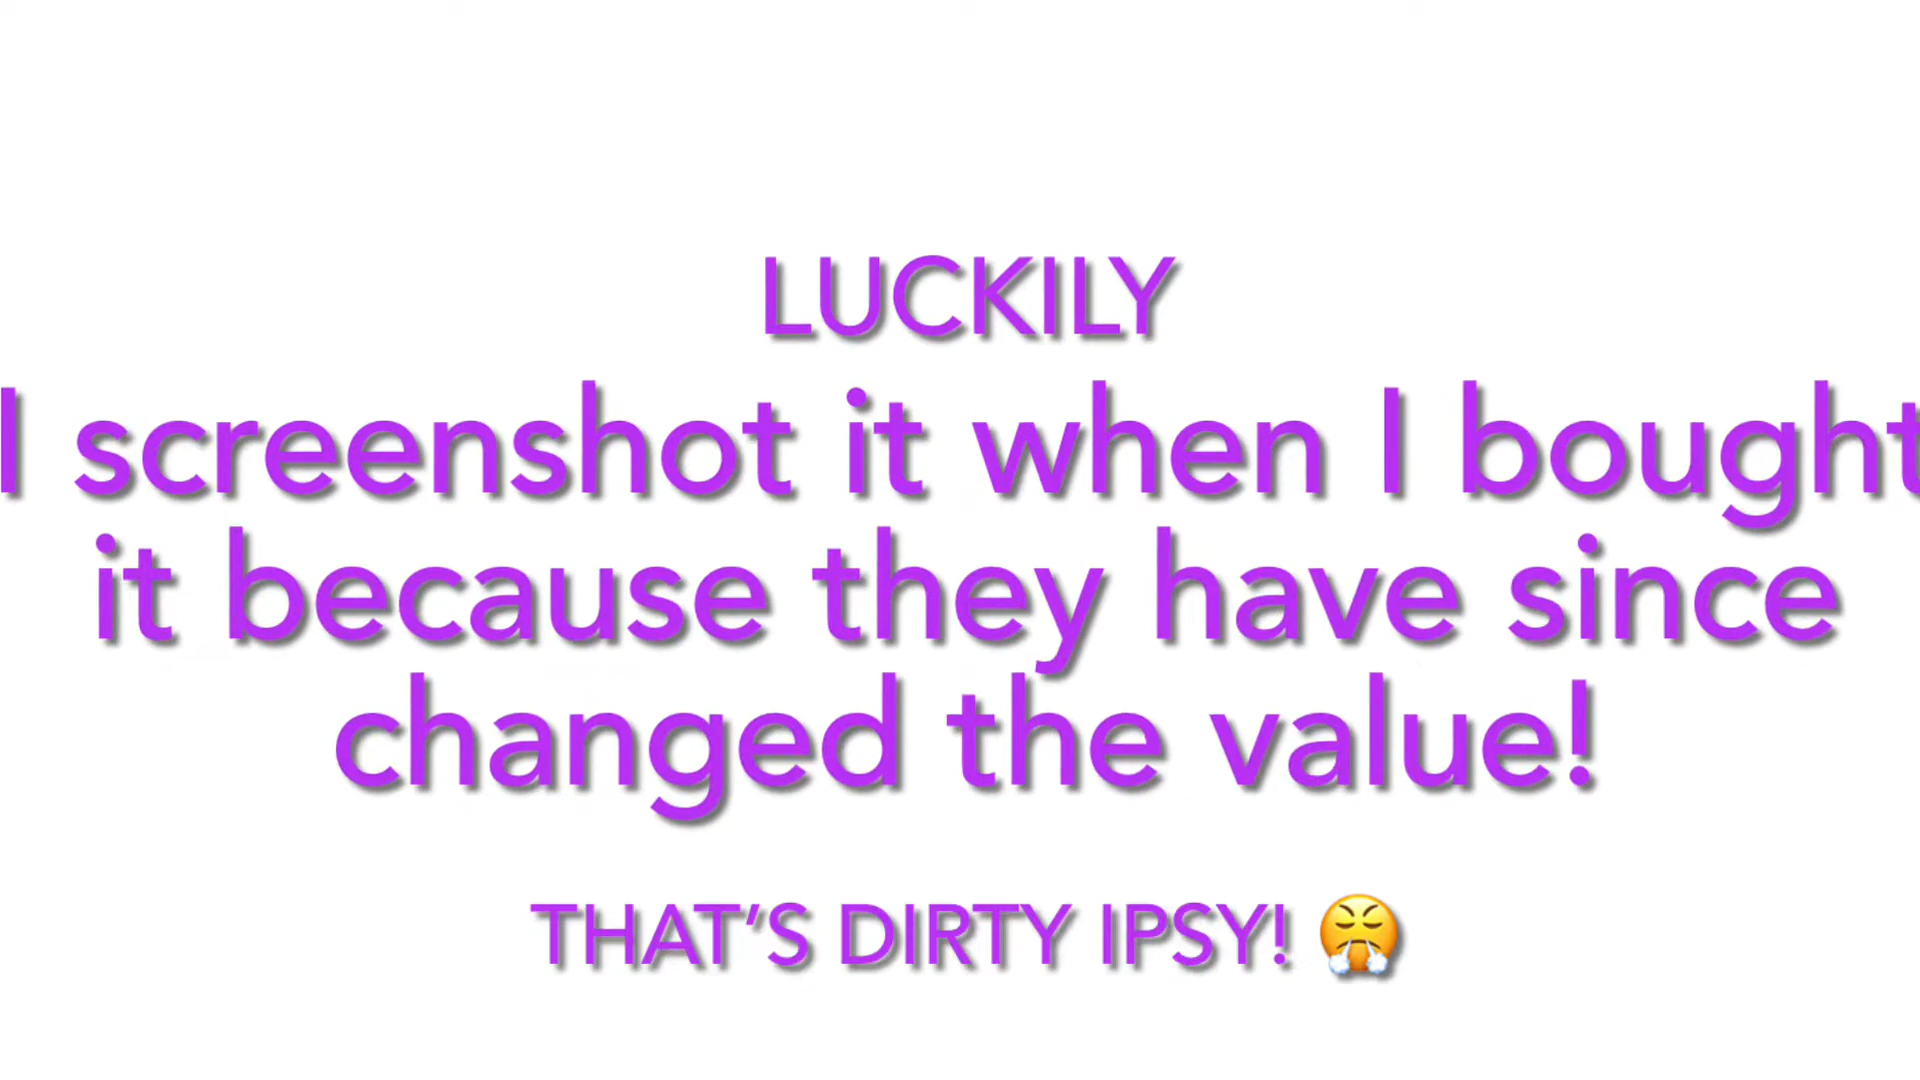 LUCKILY
I screenshot it when I bought
it because they have since
changed the value!
THAT’S DIRTY IPSY! 😤